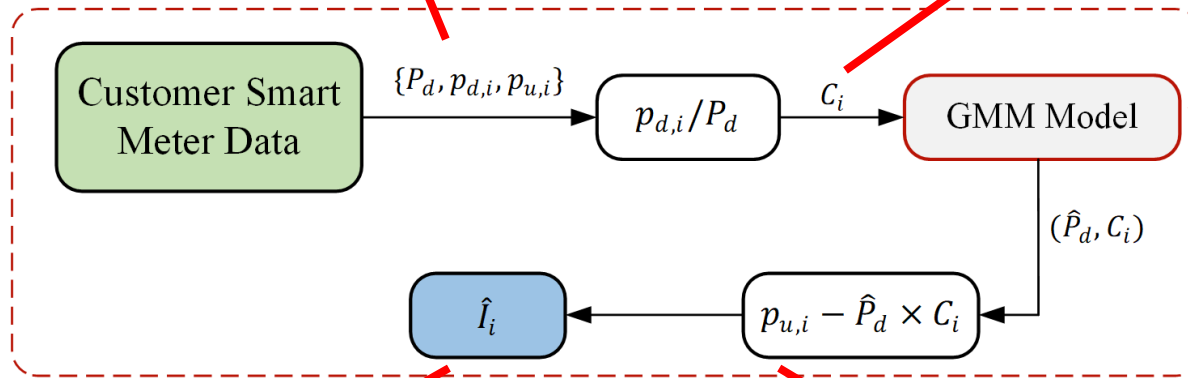 Customer Smart
Meter Data
{P_d, p_{d,i}, p_{u,i}}
p_{d,i}/P_d
C_i
GMM Model
(P̂_d, C_i)
p_{u,i} − P̂_d × C_i
Î_i